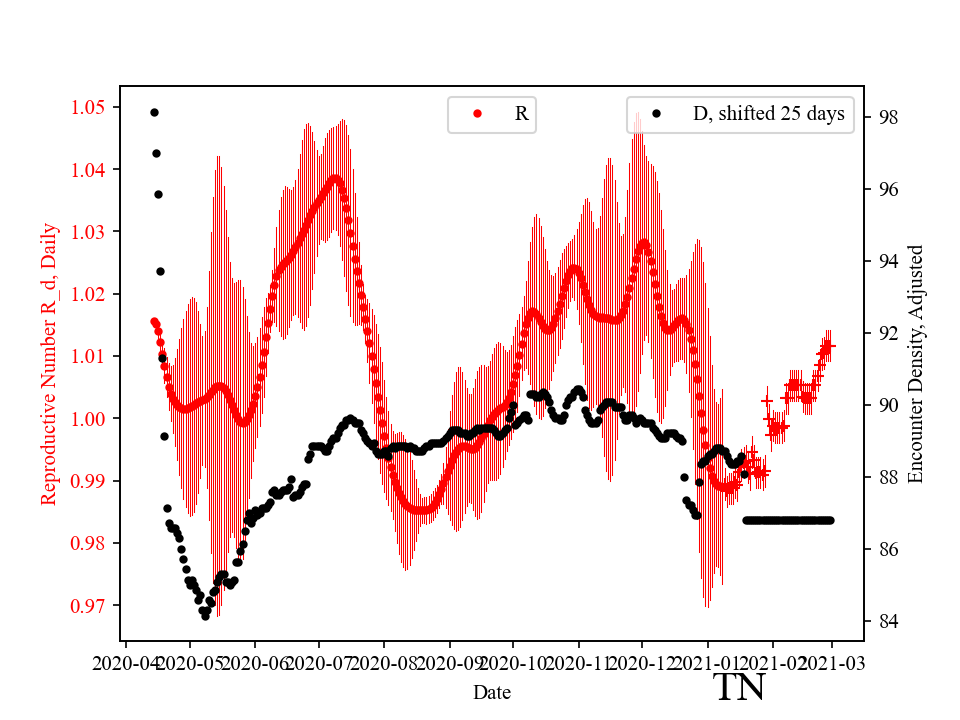 R
D, shifted 25 days
1.05
1.04
1.03
1.02
1.01
1.00
0.99
0.98
0.97
Reproductive Number R_d, Daily
98
96
94
92
90
88
86
84
Encounter Density, Adjusted
2020-04 2020-05 2020-06 2020-07 2020-08 2020-09 2020-10 2020-11 2020-12 2021-01 2021-02 2021-03
Date
TN